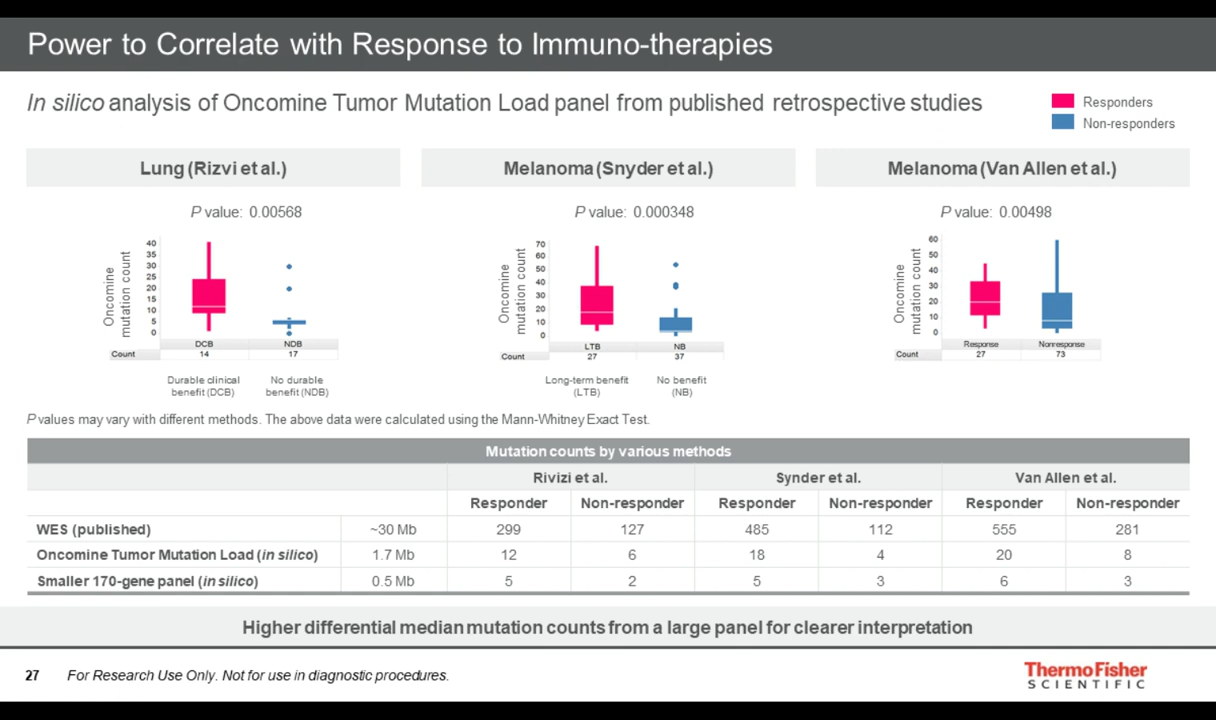 Power to Correlate with Response to Immuno-therapies
In silico analysis of Oncomine Tumor Mutation Load panel from published retrospective studies
Responders
Non-responders
Lung (Rizvi et al.)
P value: 0.00568
Oncomine
mutation count
40
35
30
25
20
15
10
5
0
DCB NDB
Count 14 17
Durable clinical
benefit (DCB)
No durable
benefit (NDB)
Melanoma (Snyder et al.)
P value: 0.000348
Oncomine
mutation count
70
60
50
40
30
20
10
0
LTB NB
Count 27 37
Long-term benefit
(LTB)
No benefit
(NB)
Melanoma (Van Allen et al.)
P value: 0.00498
Oncomine
mutation count
60
50
40
30
20
10
0
Response Nonresponse
Count 27 73
P values may vary with different methods. The above data were calculated using the Mann-Whitney Exact Test.
Mutation counts by various methods
Rivizi et al. Synder et al. Van Allen et al.
Responder Non-responder Responder Non-responder Responder Non-responder
WES (published) ~30 Mb 299 127 485 112 555 281
Oncomine Tumor Mutation Load (in silico) 1.7 Mb 12 6 18 4 20 8
Smaller 170-gene panel (in silico) 0.5 Mb 5 2 5 3 6 3
Higher differential median mutation counts from a large panel for clearer interpretation
27 For Research Use Only. Not for use in diagnostic procedures.
ThermoFisher
SCIENTIFIC